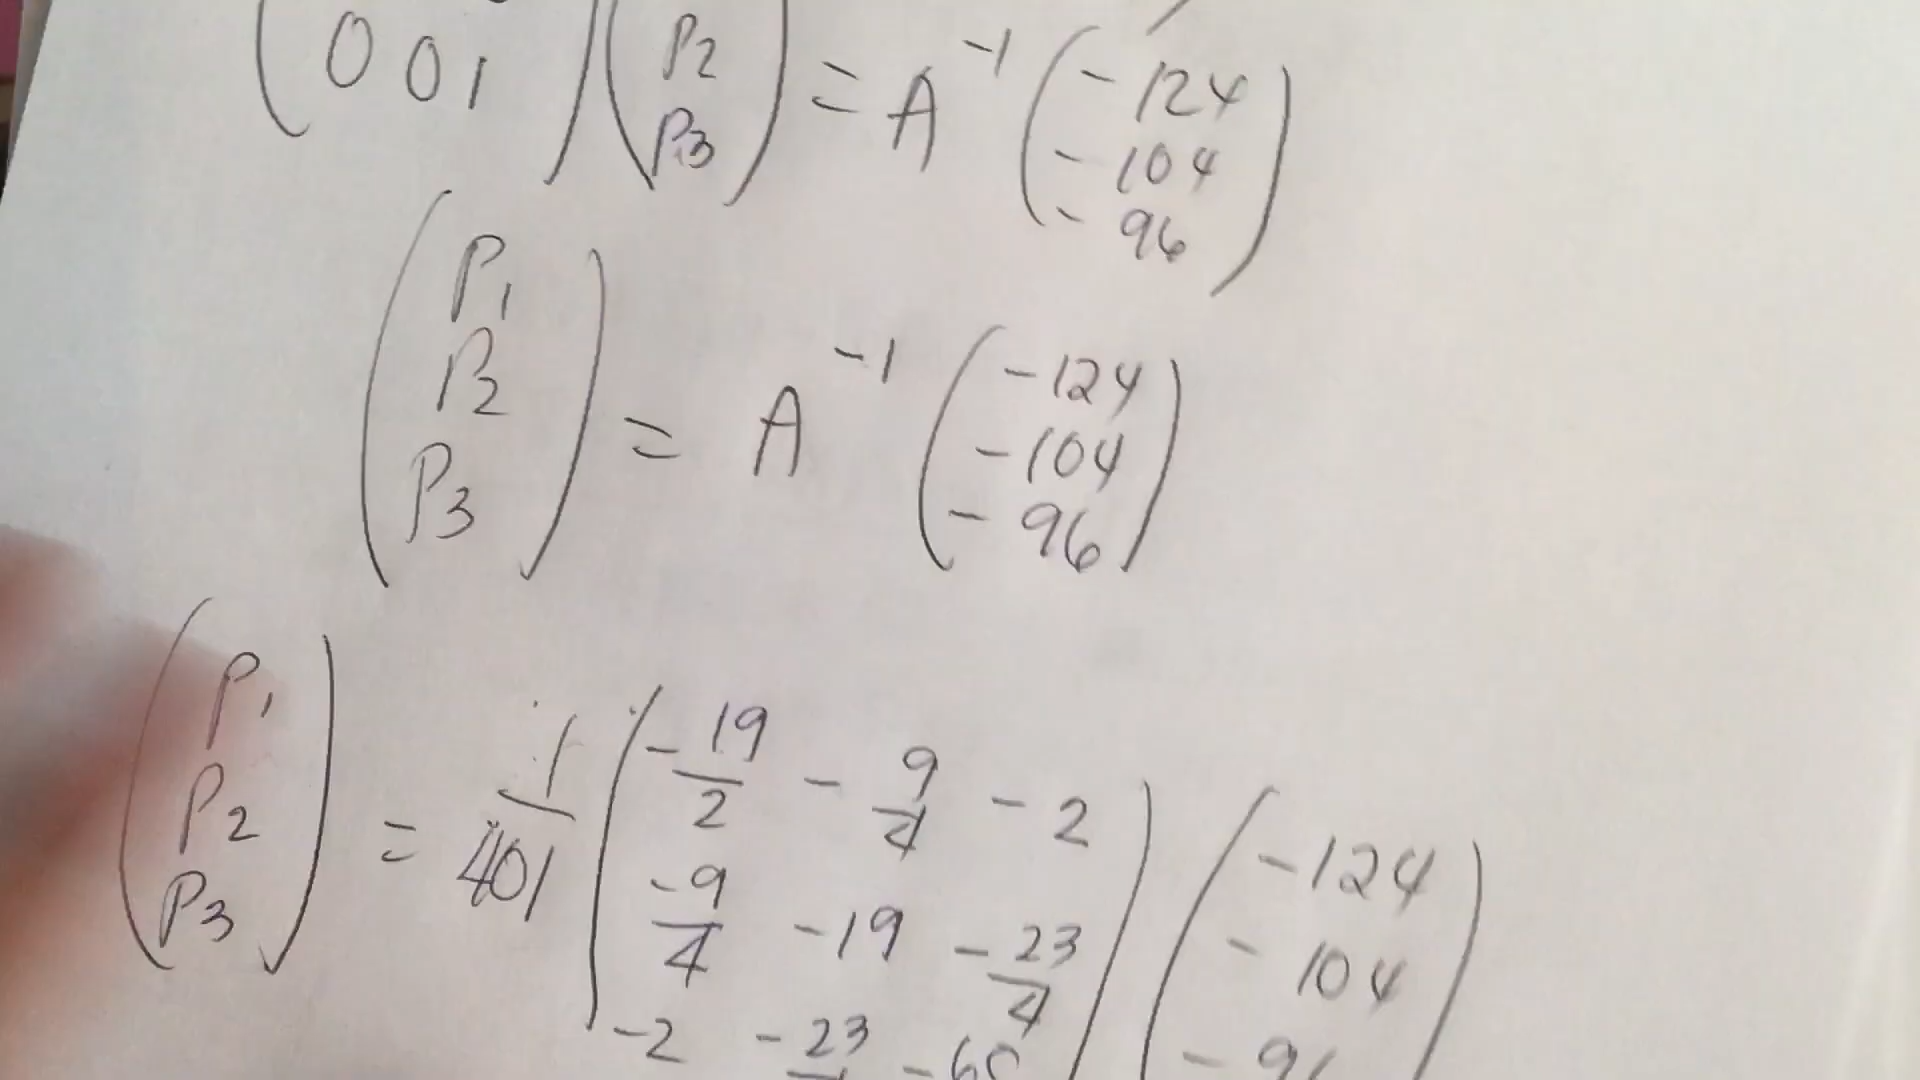 (0 0 1)(P2 P3) = A^-1 (-124 -104 -96)
(P1 P2 P3) = A^-1 (-124 -104 -96)
(P1 P2 P3) = 1/401 (-19/2 -9/4 -2
-9/4 -19 -23/4
-2 -23) (-124 -104